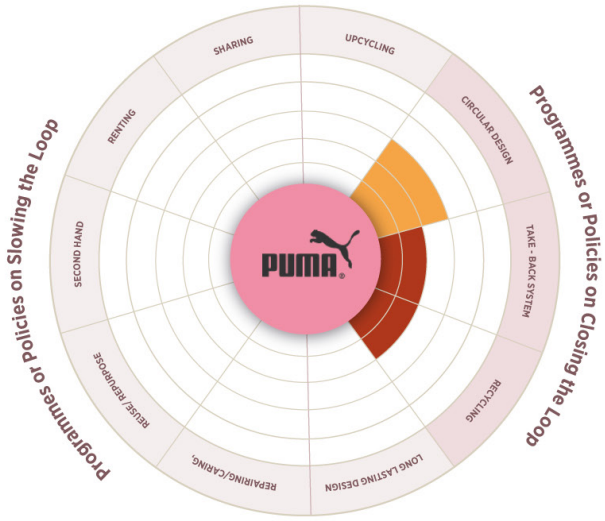 SHARING
UPCYCLING
RENTING
CIRCULAR DESIGN
SECOND HAND
TAKE - BACK SYSTEM
REUSE/ REPURPOSE
RECYCLING
REPAIRING/CARING,
LONG LASTING DESIGN
PUMA®
Programmes or Policies on Slowing the Loop
Programmes or Policies on Closing the Loop